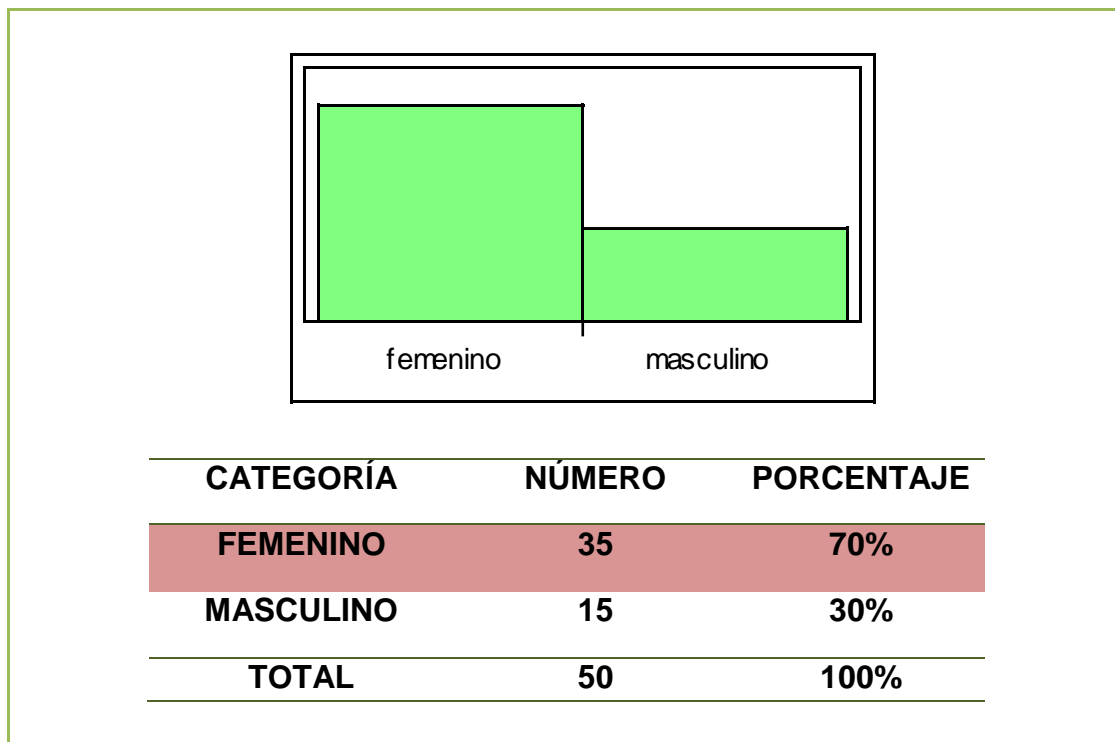 femenino masculino
CATEGORÍA NÚMERO PORCENTAJE
FEMENINO 35 70%
MASCULINO 15 30%
TOTAL 50 100%